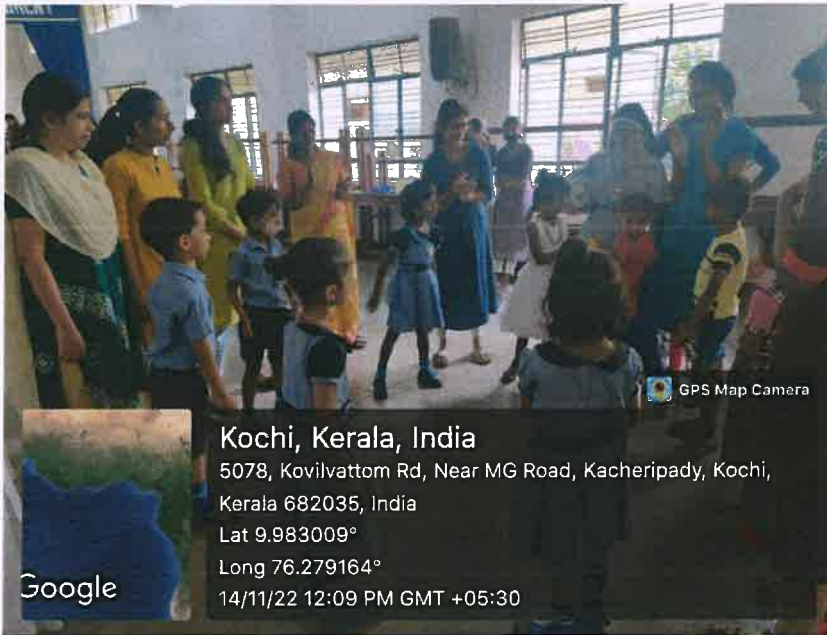 GPS Map Camera
Kochi, Kerala, India
5078, Kovilvattom Rd, Near MG Road, Kacheripady, Kochi,
Kerala 682035, India
Lat 9.983009°
Long 76.279164°
14/11/22 12:09 PM GMT +05:30
Google